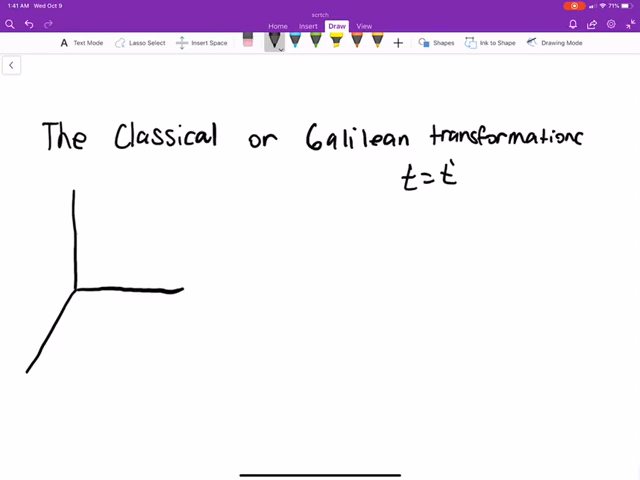 1:41 AM Wed Oct 9
71%
scrtch
Home Insert Draw View
Text Mode Lasso Select Insert Space Shapes Ink to Shape Drawing Mode
The Classical or Galilean transformations
t = t'